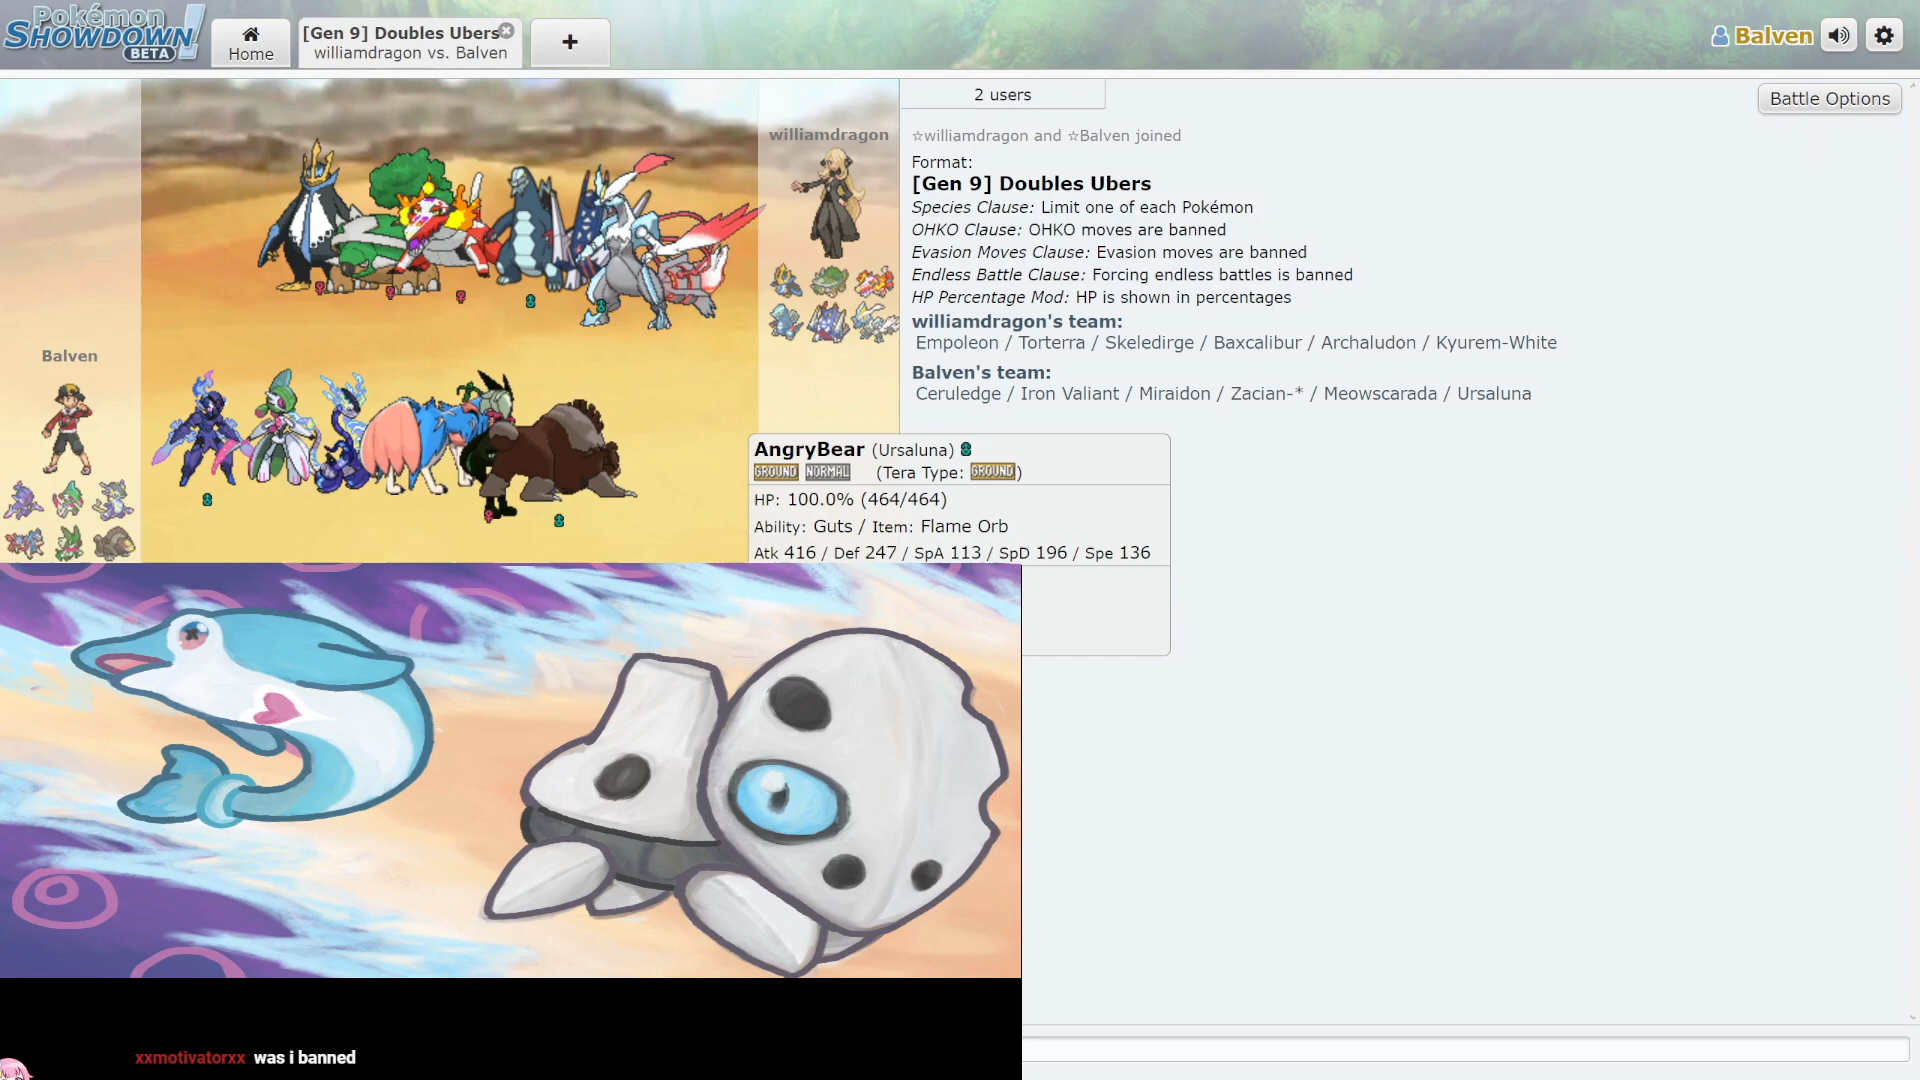 Pokémon
SHOWDOWN!
BETA
Home
[Gen 9] Doubles Ubers
williamdragon vs. Balven
+
Balven
2 users
Battle Options
williamdragon
Balven
☆williamdragon and ☆Balven joined
Format:
[Gen 9] Doubles Ubers
Species Clause: Limit one of each Pokémon
OHKO Clause: OHKO moves are banned
Evasion Moves Clause: Evasion moves are banned
Endless Battle Clause: Forcing endless battles is banned
HP Percentage Mod: HP is shown in percentages
williamdragon's team:
Empoleon / Torterra / Skeledirge / Baxcalibur / Archaludon / Kyurem-White
Balven's team:
Ceruledge / Iron Valiant / Miraidon / Zacian-* / Meowscarada / Ursaluna
AngryBear (Ursaluna)
GROUND NORMAL (Tera Type: GROUND)
HP: 100.0% (464/464)
Ability: Guts / Item: Flame Orb
Atk 416 / Def 247 / SpA 113 / SpD 196 / Spe 136
xxmotivatorxx was i banned